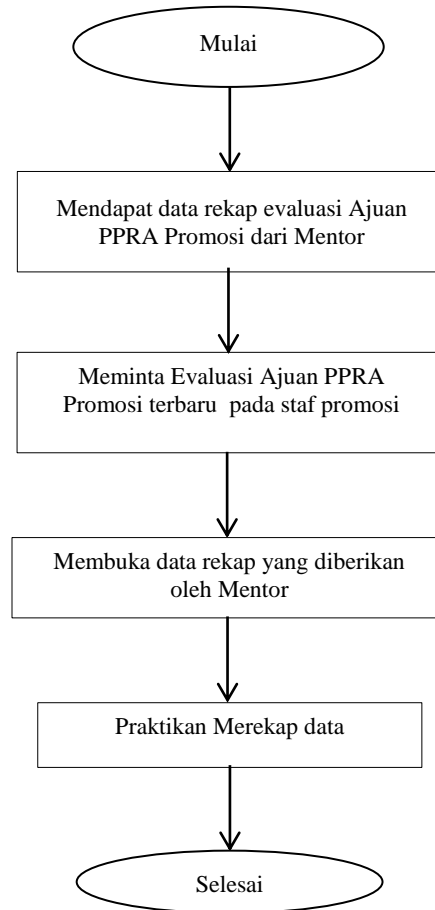 Mulai
Mendapat data rekap evaluasi Ajuan
PPRA Promosi dari Mentor
Meminta Evaluasi Ajuan PPRA
Promosi terbaru pada staf promosi
Membuka data rekap yang diberikan
oleh Mentor
Praktikan Merekap data
Selesai